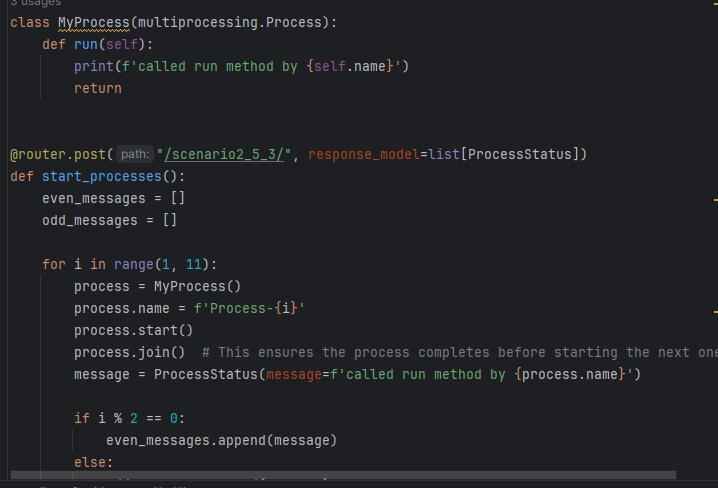 3 usages
class MyProcess(multiprocessing.Process):
    def run(self):
        print(f'called run method by {self.name}')
        return
@router.post( path: "/scenario2_5_3/", response_model=list[ProcessStatus])
def start_processes():
    even_messages = []
    odd_messages = []
    for i in range(1, 11):
        process = MyProcess()
        process.name = f'Process-{i}'
        process.start()
        process.join()  # This ensures the process completes before starting the next one
        message = ProcessStatus(message=f'called run method by {process.name}')
        if i % 2 == 0:
            even_messages.append(message)
        else: